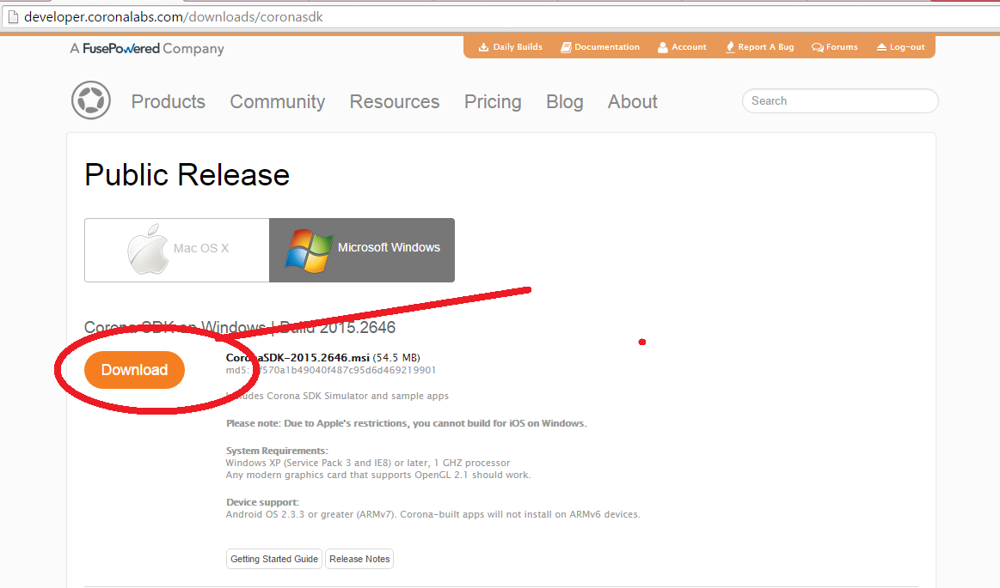 developer.coronalabs.com/downloads/coronasdk
A FusePowered Company
Daily Builds Documentation Account Report A Bug Forums Log-out
Products Community Resources Pricing Blog About Search
Public Release
Mac OS X Microsoft Windows
Corona SDK on Windows | Build 2015.2646
Download
CoronaSDK-2015.2646.msi (54.5 MB)
md5: f570a1b49040f487c95d6d469219901
Includes Corona SDK Simulator and sample apps
Please note: Due to Apple's restrictions, you cannot build for iOS on Windows.
System Requirements:
Windows XP (Service Pack 3 and IE8) or later, 1 GHZ processor
Any modern graphics card that supports OpenGL 2.1 should work.
Device support:
Android OS 2.3.3 or greater (ARMv7). Corona-built apps will not install on ARMv6 devices.
Getting Started Guide Release Notes